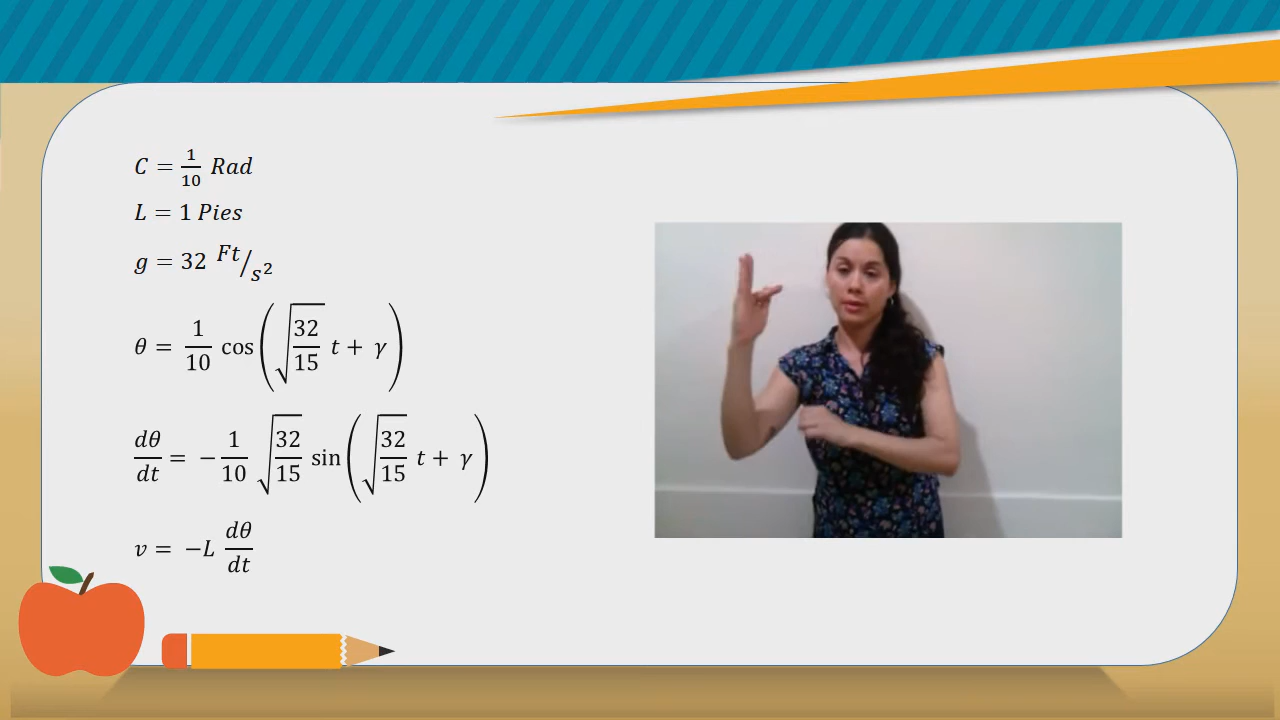 C = 1/10 Rad
L = 1 Pies
g = 32 Ft/s²
θ = 1/10 cos(√(32/15) t + γ)
dθ/dt = −1/10 √(32/15) sin(√(32/15) t + γ)
v = −L dθ/dt